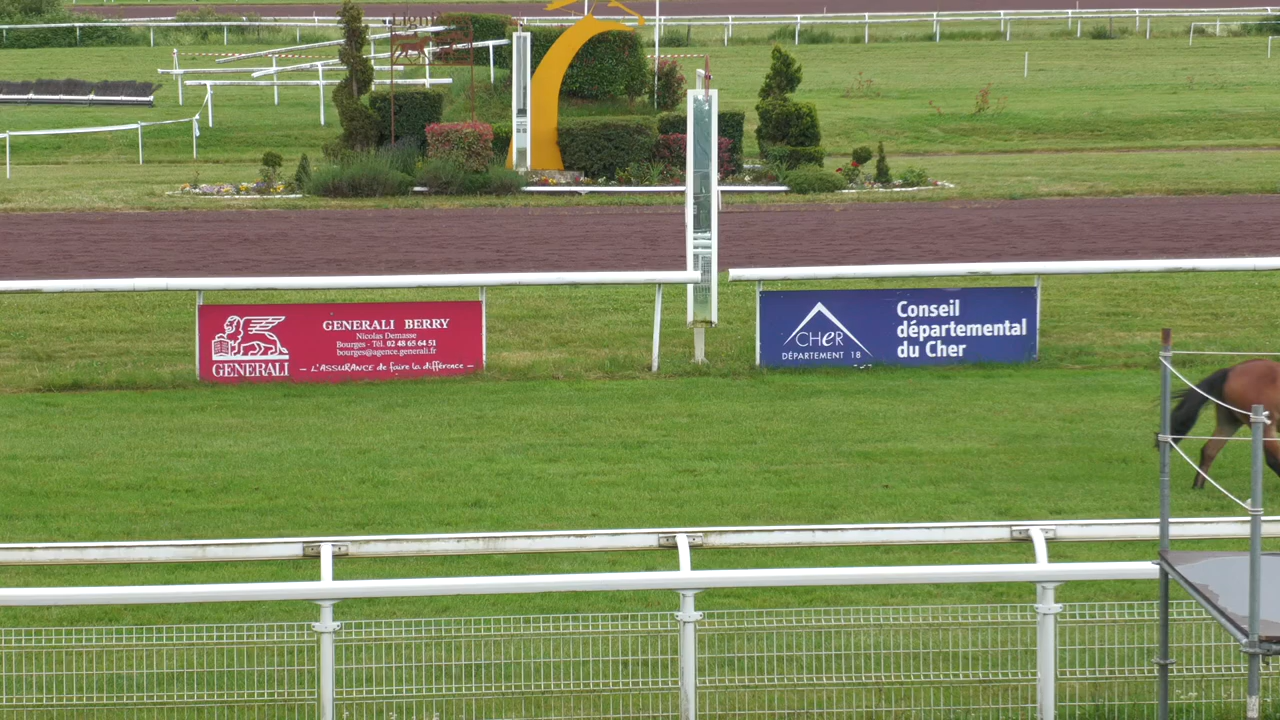 GENERALI BERRY
Nicolas Demasse
Bourges - Tél. 02 48 65 64 51
bourges@agence.generali.fr
GENERALI
- L'ASSURANCE de faire la différence -
CHER
DÉPARTEMENT 18
Conseil
départemental
du Cher